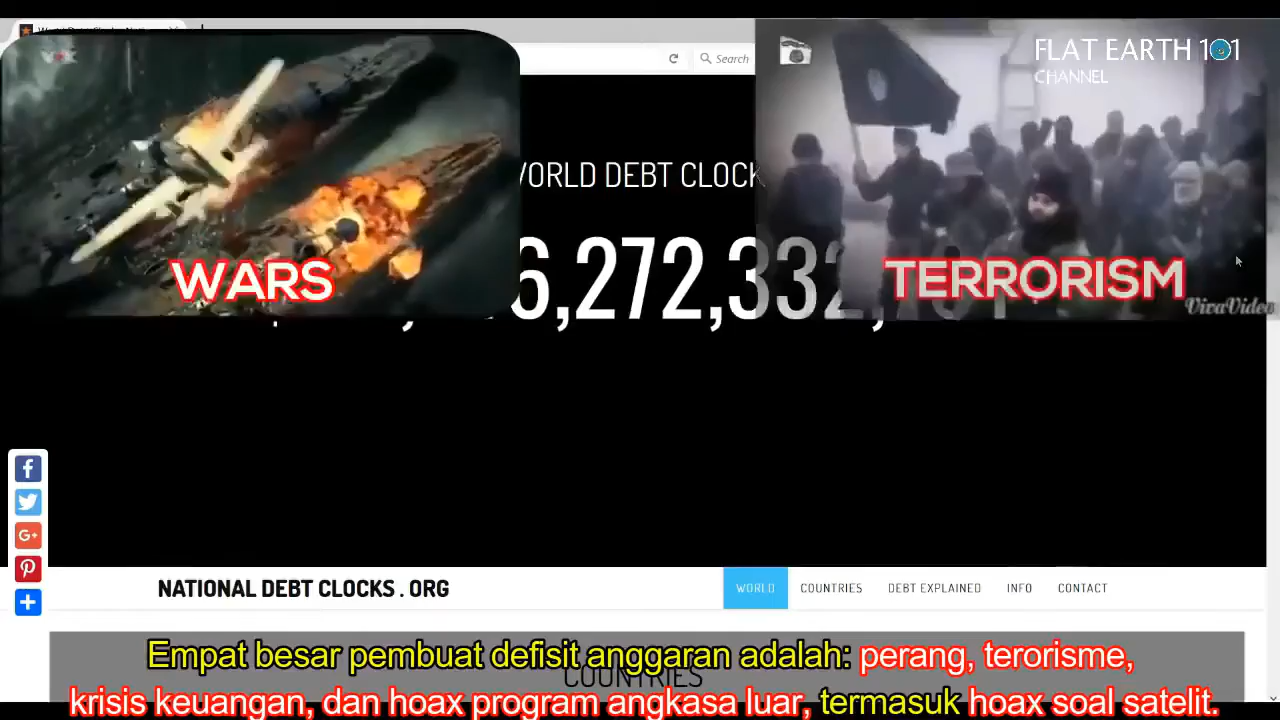 FLAT EARTH 101
CHANNEL
Search
WORLD DEBT CLOCK
6,272,332,
WARS
TERRORISM
VivaVideo
NATIONAL DEBT CLOCKS . ORG
WORLD
COUNTRIES
DEBT EXPLAINED
INFO
CONTACT
COUNTRIES
Empat besar pembuat defisit anggaran adalah: perang, terorisme,
krisis keuangan, dan hoax program angkasa luar, termasuk hoax soal satelit.